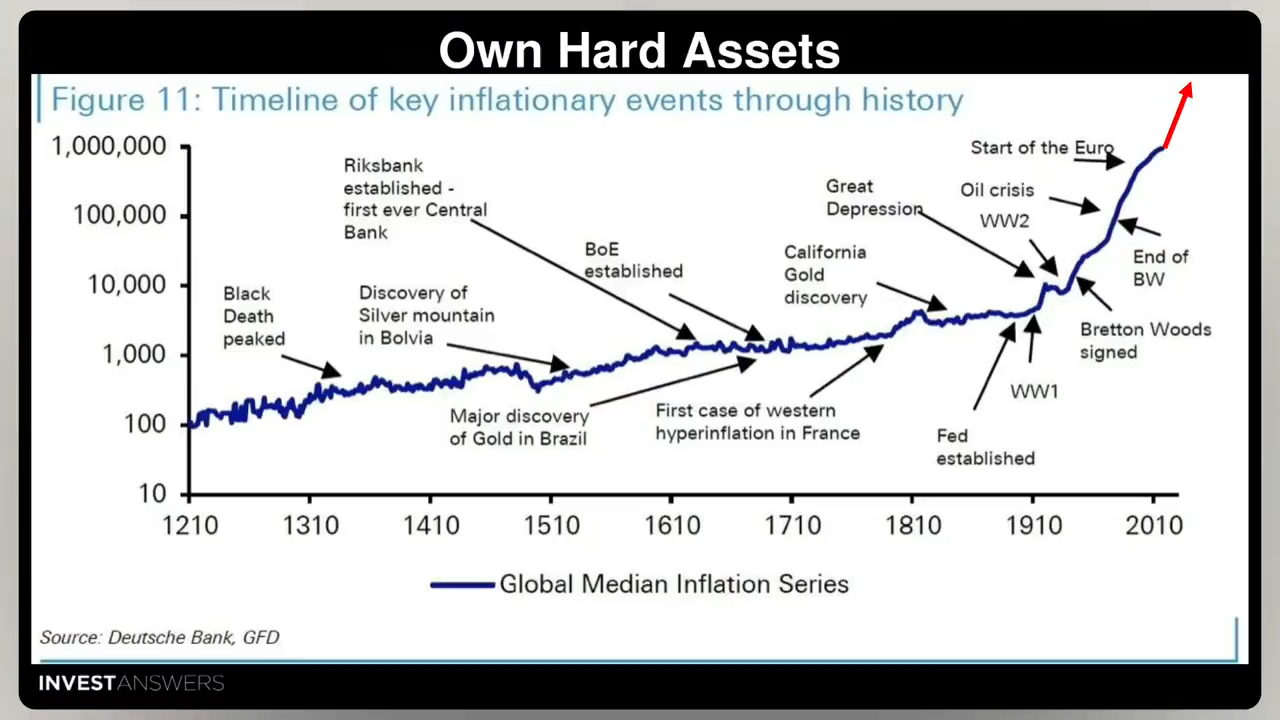 Own Hard Assets
Figure 11: Timeline of key inflationary events through history
1,000,000
100,000
10,000
1,000
100
10
Riksbank
established -
first ever Central
Bank
Black
Death
peaked
Discovery of
Silver mountain
in Bolvia
BoE
established
Major discovery
of Gold in Brazil
First case of western
hyperinflation in France
California
Gold
discovery
Great
Depression
Start of the Euro
Oil crisis
WW2
End of
BW
Bretton Woods
signed
WW1
Fed
established
1210
1310
1410
1510
1610
1710
1810
1910
2010
Global Median Inflation Series
Source: Deutsche Bank, GFD
INVESTANSWERS